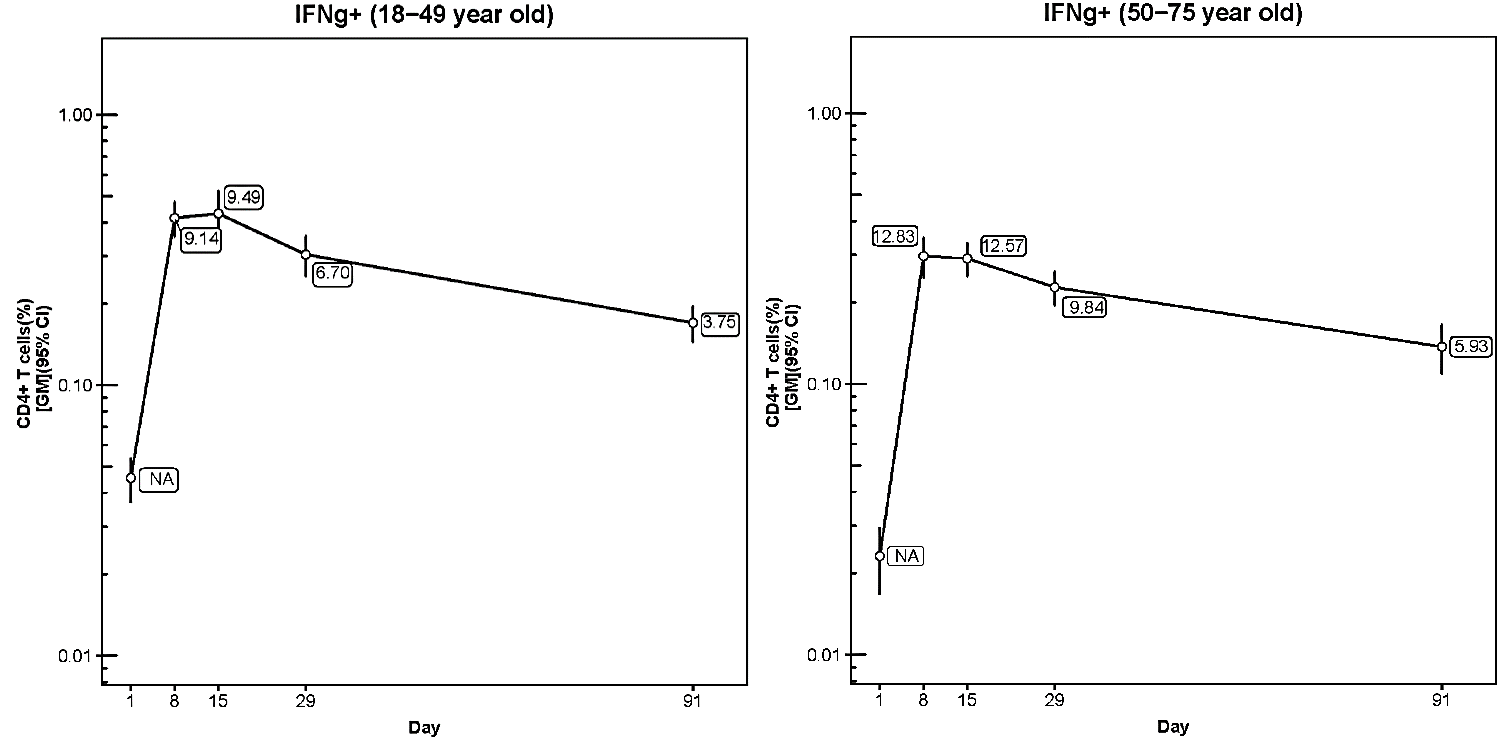 IFNg+ (18−49 year old)
CD4+ T cells(%)
[GM](95% CI)
1.00
0.10
0.01
NA
9.14
9.49
6.70
3.75
1 8 15 29 91
Day
IFNg+ (50−75 year old)
CD4+ T cells(%)
[GM](95% CI)
1.00
0.10
0.01
NA
12.83
12.57
9.84
5.93
1 8 15 29 91
Day